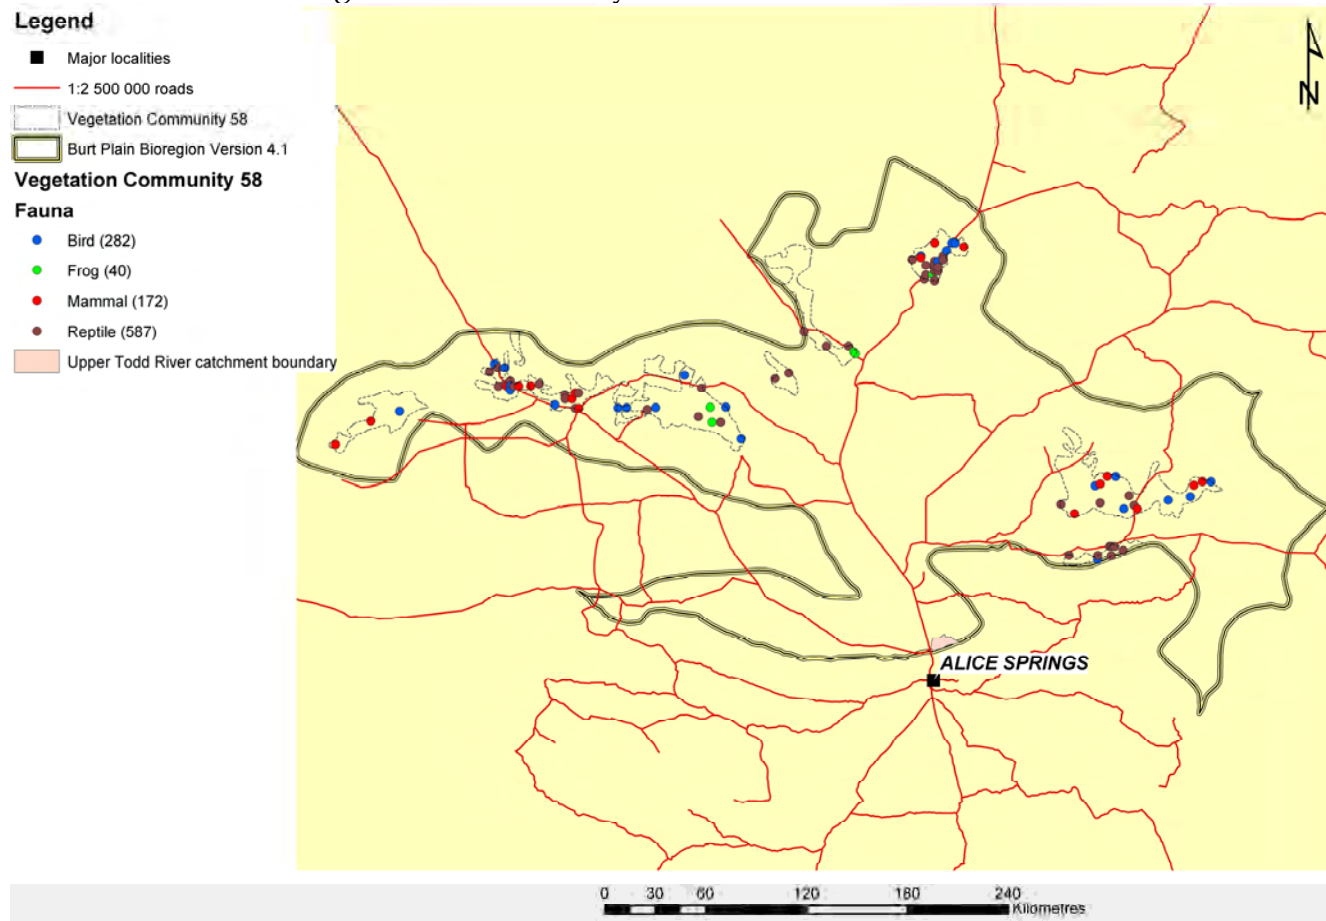 Legend
Major localities
1:2 500 000 roads
Vegetation Community 58
Burt Plain Bioregion Version 4.1
Vegetation Community 58
Fauna
Bird (282)
Frog (40)
Mammal (172)
Reptile (587)
Upper Todd River catchment boundary
N
ALICE SPRINGS
0 30 60 120 180 240
Kilometres